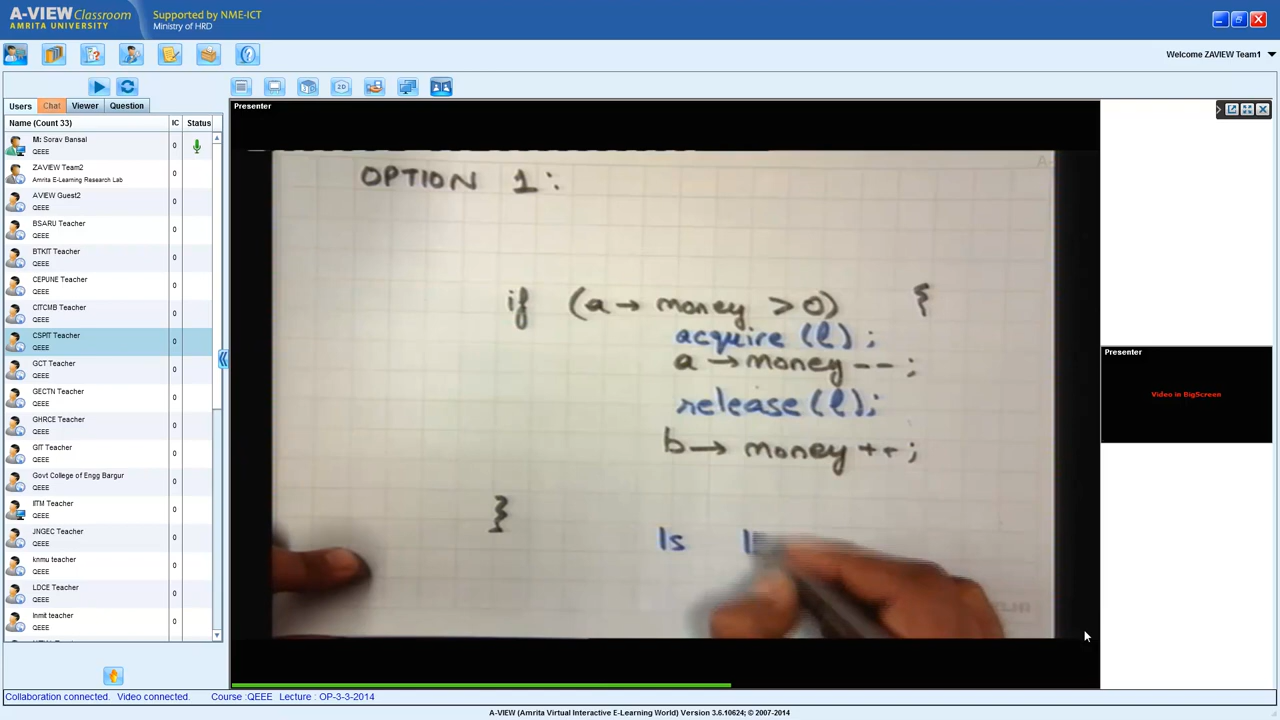 A-VIEW Classroom
AMRITA UNIVERSITY
Supported by NME-ICT
Ministry of HRD
Welcome ZAVIEW Team1
Users Chat Viewer Question
Name (Count 33) IC Status
M: Sorav Bansal
QEEE 0
ZAVIEW Team2
Amrita E-Learning Research Lab 0
AVIEW Guest2
QEEE 0
BSARU Teacher
QEEE 0
BTKIT Teacher
QEEE 0
CEPUNE Teacher
QEEE 0
CITCMB Teacher
QEEE 0
CSPIT Teacher
QEEE 0
GCT Teacher
QEEE 0
GECTN Teacher
QEEE 0
GHRCE Teacher
QEEE 0
GIT Teacher
QEEE 0
Govt College of Engg Bargur
QEEE 0
IITM Teacher
QEEE 0
JNGEC Teacher
QEEE 0
knmu Teacher
QEEE 0
LDCE Teacher
QEEE 0
lnmit teacher
QEEE 0
Presenter
OPTION 1:
if (a → money > 0) {
acquire (l) ;
a → money -- ;
release (l);
b → money ++ ;
}
Is
Presenter
Video in BigScreen
Collaboration connected. Video connected. Course : QEEE Lecture : OP-3-3-2014
A-VIEW (Amrita Virtual Interactive E-Learning World) Version 3.6.10624; © 2007-2014